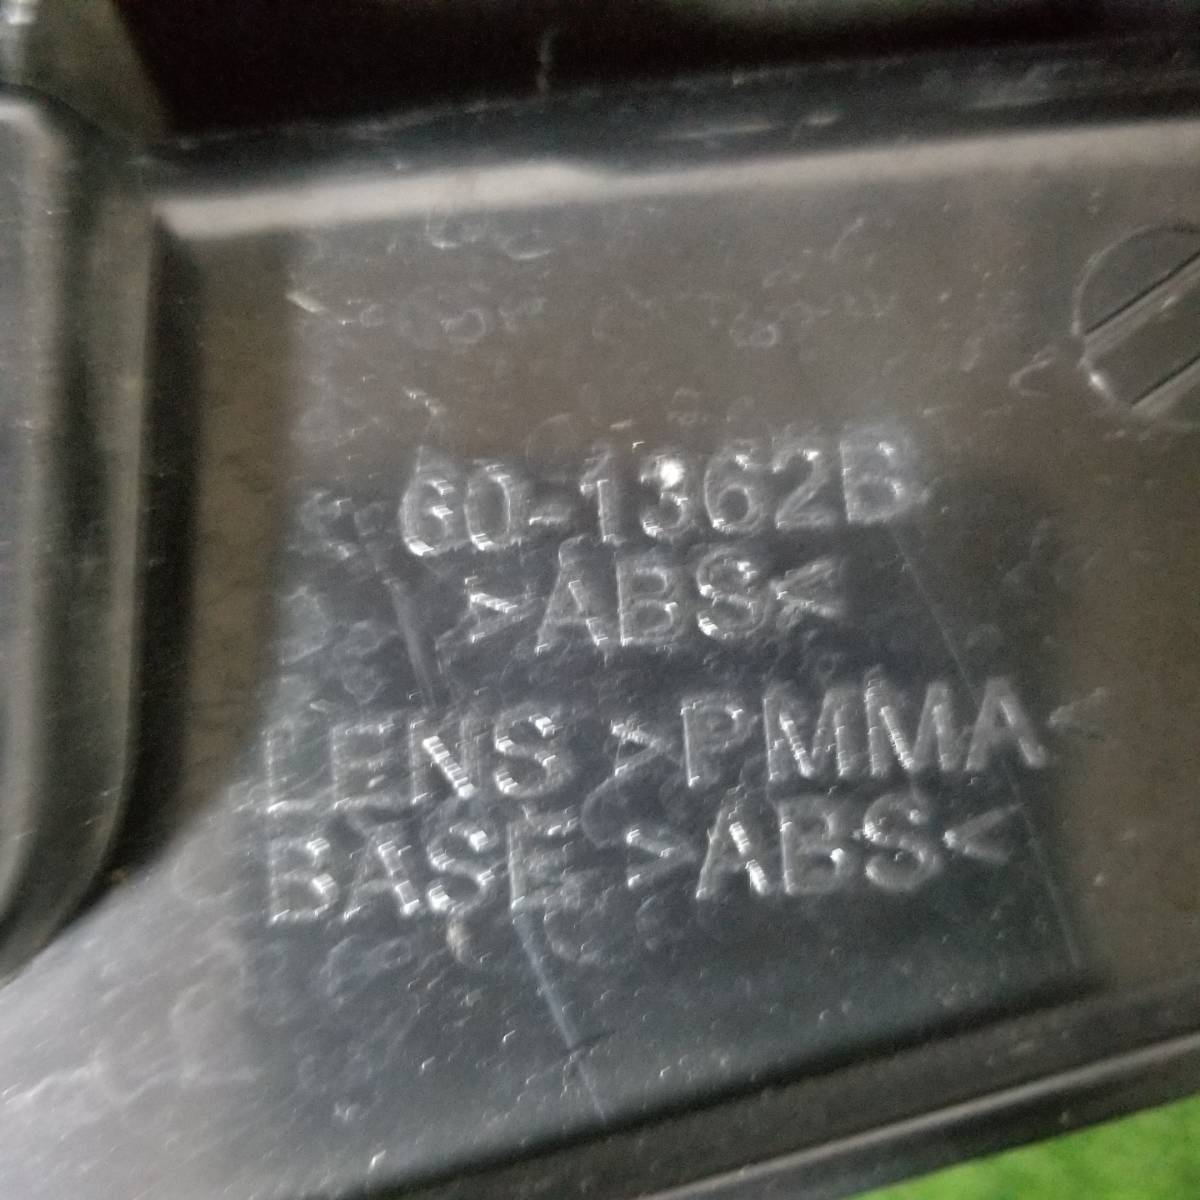 60-1362B
>ABS<
LENS >PMMA<
BASE >ABS<